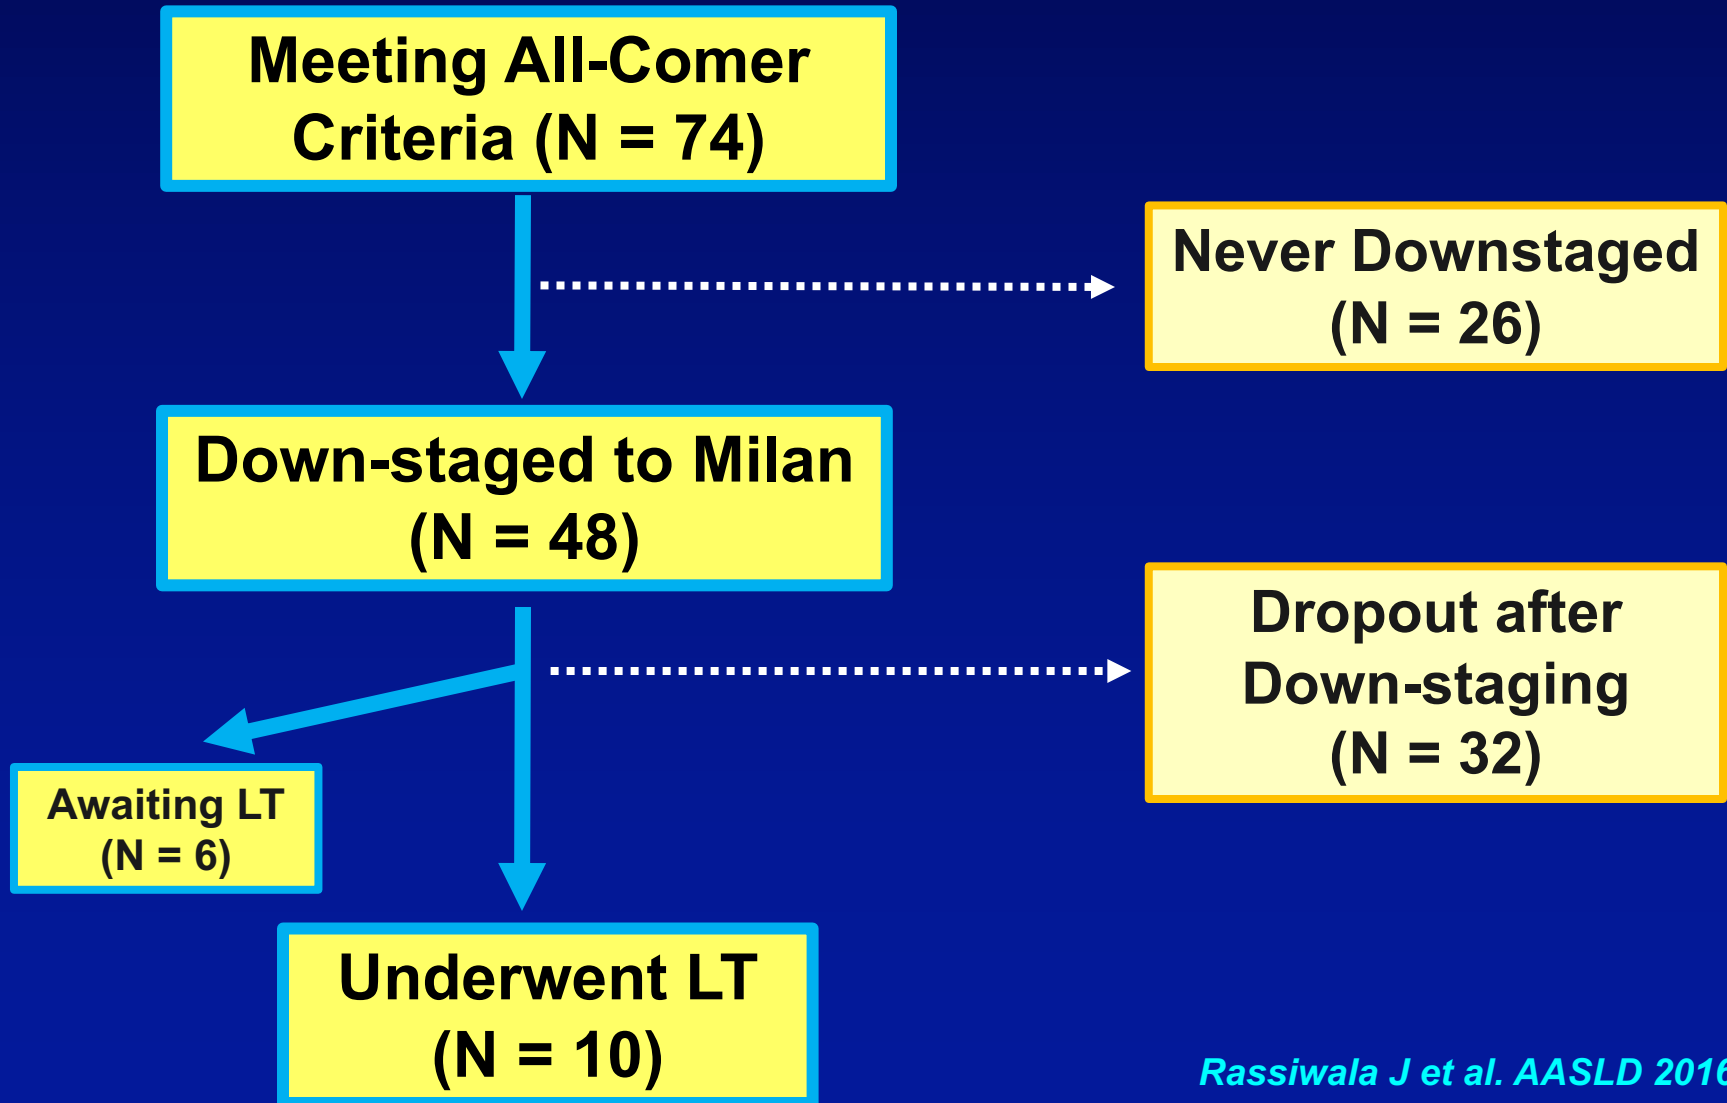 Meeting All-Comer
Criteria (N = 74)
Never Downstaged
(N = 26)
Down-staged to Milan
(N = 48)
Dropout after
Down-staging
(N = 32)
Awaiting LT
(N = 6)
Underwent LT
(N = 10)
Rassiwala J et al. AASLD 2016